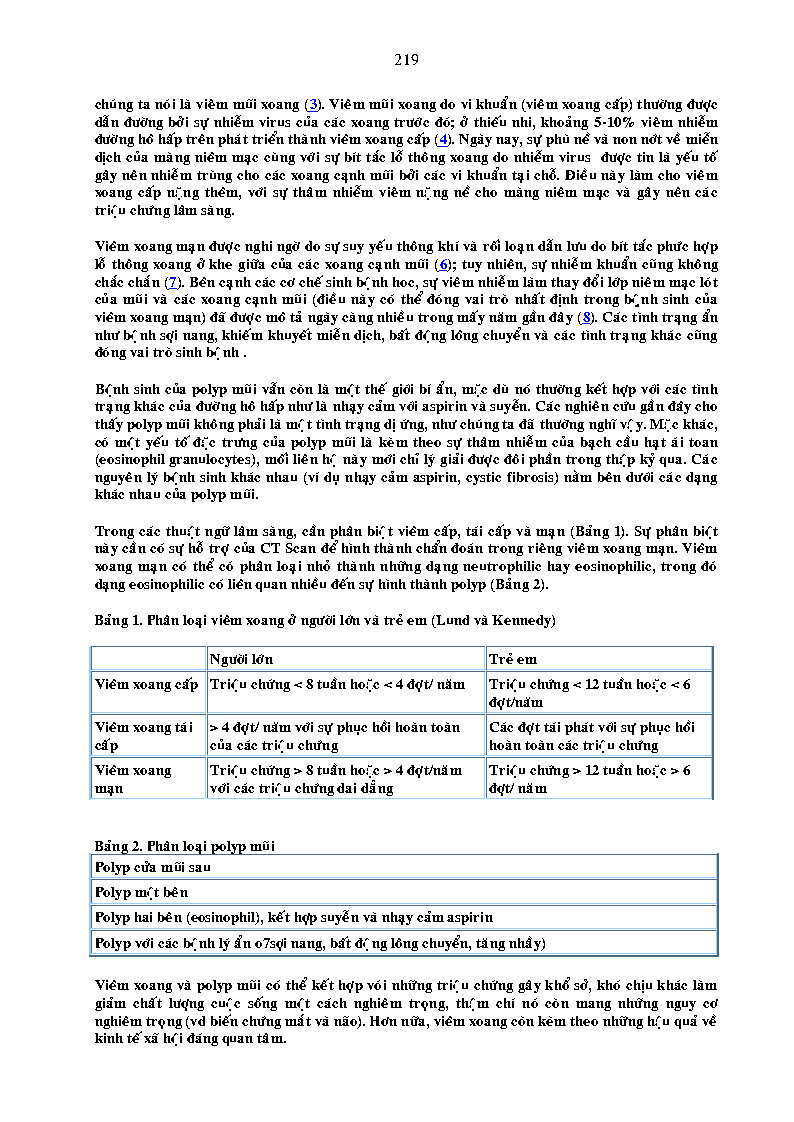 219
chúng ta nói là viêm mũi xoang (3). Viêm mũi xoang do vi khuẩn (viêm xoang cấp) thường được
dẫn đường bởi sự nhiễm virus của các xoang trước đó; ở thiếu nhi, khoảng 5-10% viêm nhiễm
đường hô hấp trên phát triển thành viêm xoang cấp (4). Ngày nay, sự phù nề và non nớt về miễn
dịch của màng niêm mạc cùng với sự bít tắc lỗ thông xoang do nhiễm virus được tin là yếu tố
gây nên nhiễm trùng cho các xoang cạnh mũi bởi các vi khuẩn tại chỗ. Điều này làm cho viêm
xoang cấp nặng thêm, với sự thâm nhiễm viêm nặng nề cho màng niêm mạc và gây nên các
triệu chứng lâm sàng.
Viêm xoang mạn được nghi ngờ do sự suy yếu thông khí và rối loạn dẫn lưu do bít tắc phức hợp
lỗ thông xoang ở khe giữa của các xoang cạnh mũi (6); tuy nhiên, sự nhiễm khuẩn cũng không
chắc chắn (7). Bên cạnh các cơ chế sinh bệnh hoc, sự viêm nhiễm làm thay đổi lớp niêm mạc lót
của mũi và các xoang cạnh mũi (điều này có thể đóng vai trò nhất định trong bệnh sinh của
viêm xoang mạn) đã được mô tả ngày càng nhiều trong mấy năm gần đây (8). Các tình trạng ẩn
như bệnh sợi nang, khiếm khuyết miễn dịch, bất động lông chuyển và các tình trạng khác cũng
đóng vai trò sinh bệnh .
Bệnh sinh của polyp mũi vẫn còn là một thế giới bí ẩn, mặc dù nó thường kết hợp với các tình
trạng khác của đường hô hấp như là nhạy cảm với aspirin và suyễn. Các nghiên cứu gần đây cho
thấy polyp mũi không phải là một tình trạng dị ứng, như chúng ta đã thường nghĩ vậy. Mặc khác,
có một yếu tố đặc trưng của polyp mũi là kèm theo sự thâm nhiễm của bạch cầu hạt ái toan
(eosinophil granulocytes), mối liên hệ này mới chỉ lý giải được đôi phần trong thập kỷ qua. Các
nguyên lý bệnh sinh khác nhau (ví dụ nhạy cảm aspirin, cystic fibrosis) nằm bên dưới các dạng
khác nhau của polyp mũi.
Trong các thuật ngữ lâm sàng, cần phân biệt viêm cấp, tái cấp và mạn (Bảng 1). Sự phân biệt
này cần có sự hỗ trợ của CT Scan để hình thành chẩn đoán trong riêng viêm xoang mạn. Viêm
xoang mạn có thể có phân loại nhỏ thành những dạng neutrophilic hay eosinophilic, trong đó
dạng eosinophilic có liên quan nhiều đến sự hình thành polyp (Bảng 2).
Bảng 1. Phân loại viêm xoang ở người lớn và trẻ em (Lund và Kennedy)
Người lớn Trẻ em
Viêm xoang cấp Triệu chứng < 8 tuần hoặc < 4 đợt/ năm Triệu chứng < 12 tuần hoặc < 6
đợt/năm
Viêm xoang tái > 4 đợt/ năm với sự phục hồi hoàn toàn Các đợt tái phát với sự phục hồi
cấp của các triệu chứng hoàn toàn các triệu chứng
Viêm xoang Triệu chứng > 8 tuần hoặc > 4 đợt/năm Triệu chứng > 12 tuần hoặc > 6
mạn với các triệu chứng dai dẳng đợt/ năm
Bảng 2. Phân loại polyp mũi
Polyp cửa mũi sau
Polyp một bên
Polyp hai bên (eosinophil), kết hợp suyễn và nhạy cảm aspirin
Polyp với các bệnh lý ẩn o7sợi nang, bất động lông chuyển, tăng nhầy)
Viêm xoang và polyp mũi có thể kết hợp vói những triệu chứng gây khổ sở, khó chịu khác làm
giảm chất lượng cuộc sống một cách nghiêm trọng, thậm chí nó còn mang những nguy cơ
nghiêm trọng (vd biến chứng mắt và não). Hơn nữa, viêm xoang còn kèm theo những hậu quả về
kinh tế xã hội đáng quan tâm.